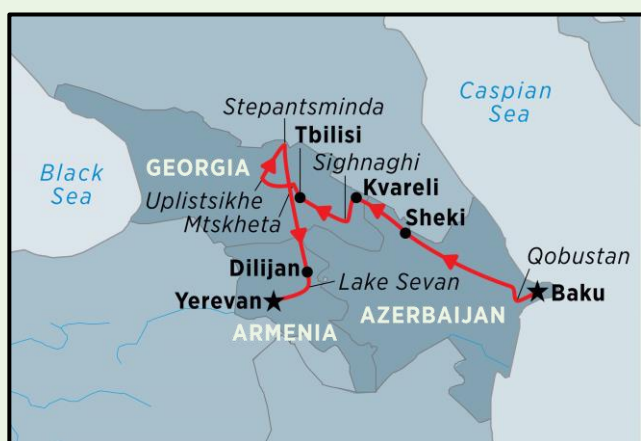 Caspian
Sea
Stepantsminda
Tbilisi
Black
Sea
GEORGIA
Sighnaghi
Kvareli
Uplistsikhe
Mtskheta
Sheki
Qobustan
Dilijan
Lake Sevan
Baku
Yerevan
AZERBAIJAN
ARMENIA